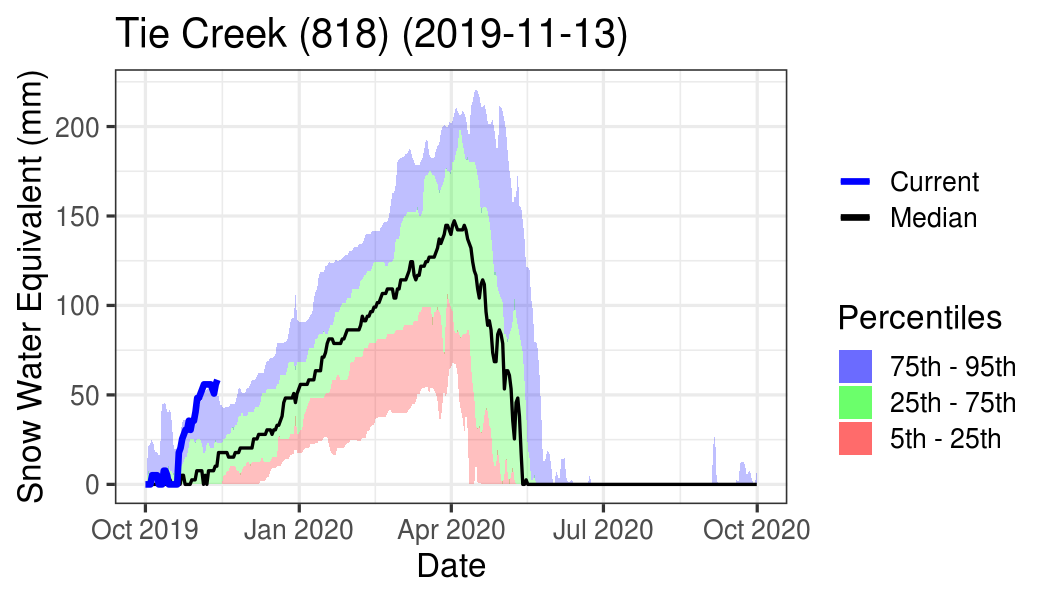 Tie Creek (818) (2019-11-13)
Snow Water Equivalent (mm)
200
150
100
50
0
Oct 2019 Jan 2020 Apr 2020 Jul 2020 Oct 2020
Date
Current
Median
Percentiles
75th - 95th
25th - 75th
5th - 25th